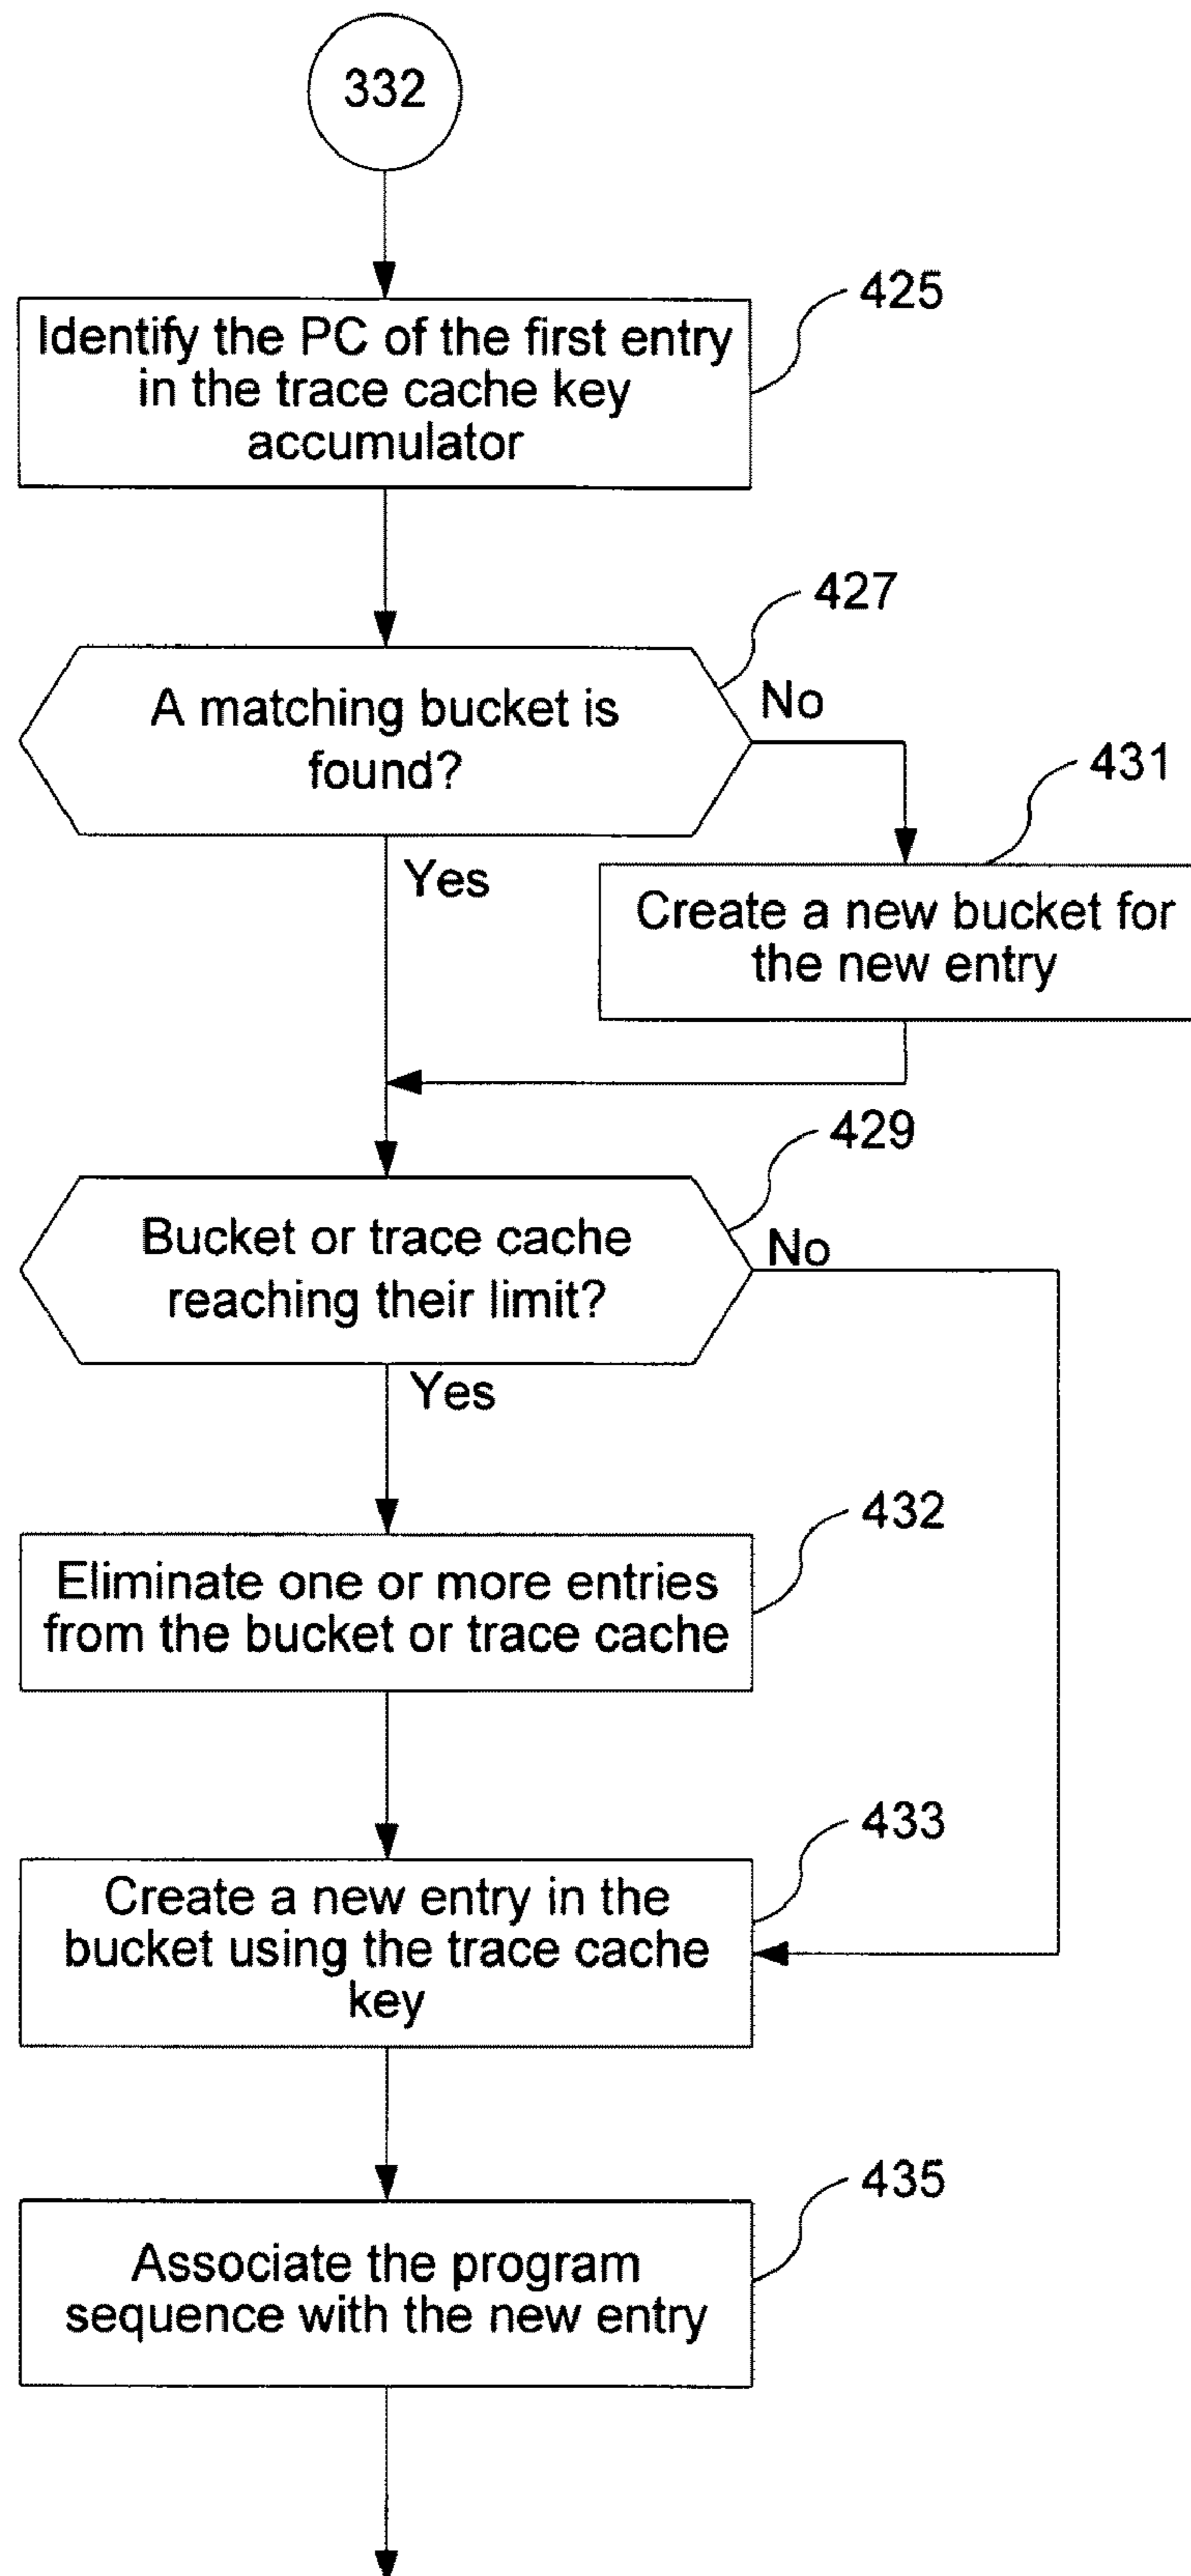 332
425
Identify the PC of the first entry
in the trace cache key
accumulator
427
A matching bucket is
found?
No
431
Yes
Create a new bucket for
the new entry
429
Bucket or trace cache
reaching their limit?
No
Yes
432
Eliminate one or more entries
from the bucket or trace cache
433
Create a new entry in the
bucket using the trace cache
key
435
Associate the program
sequence with the new entry